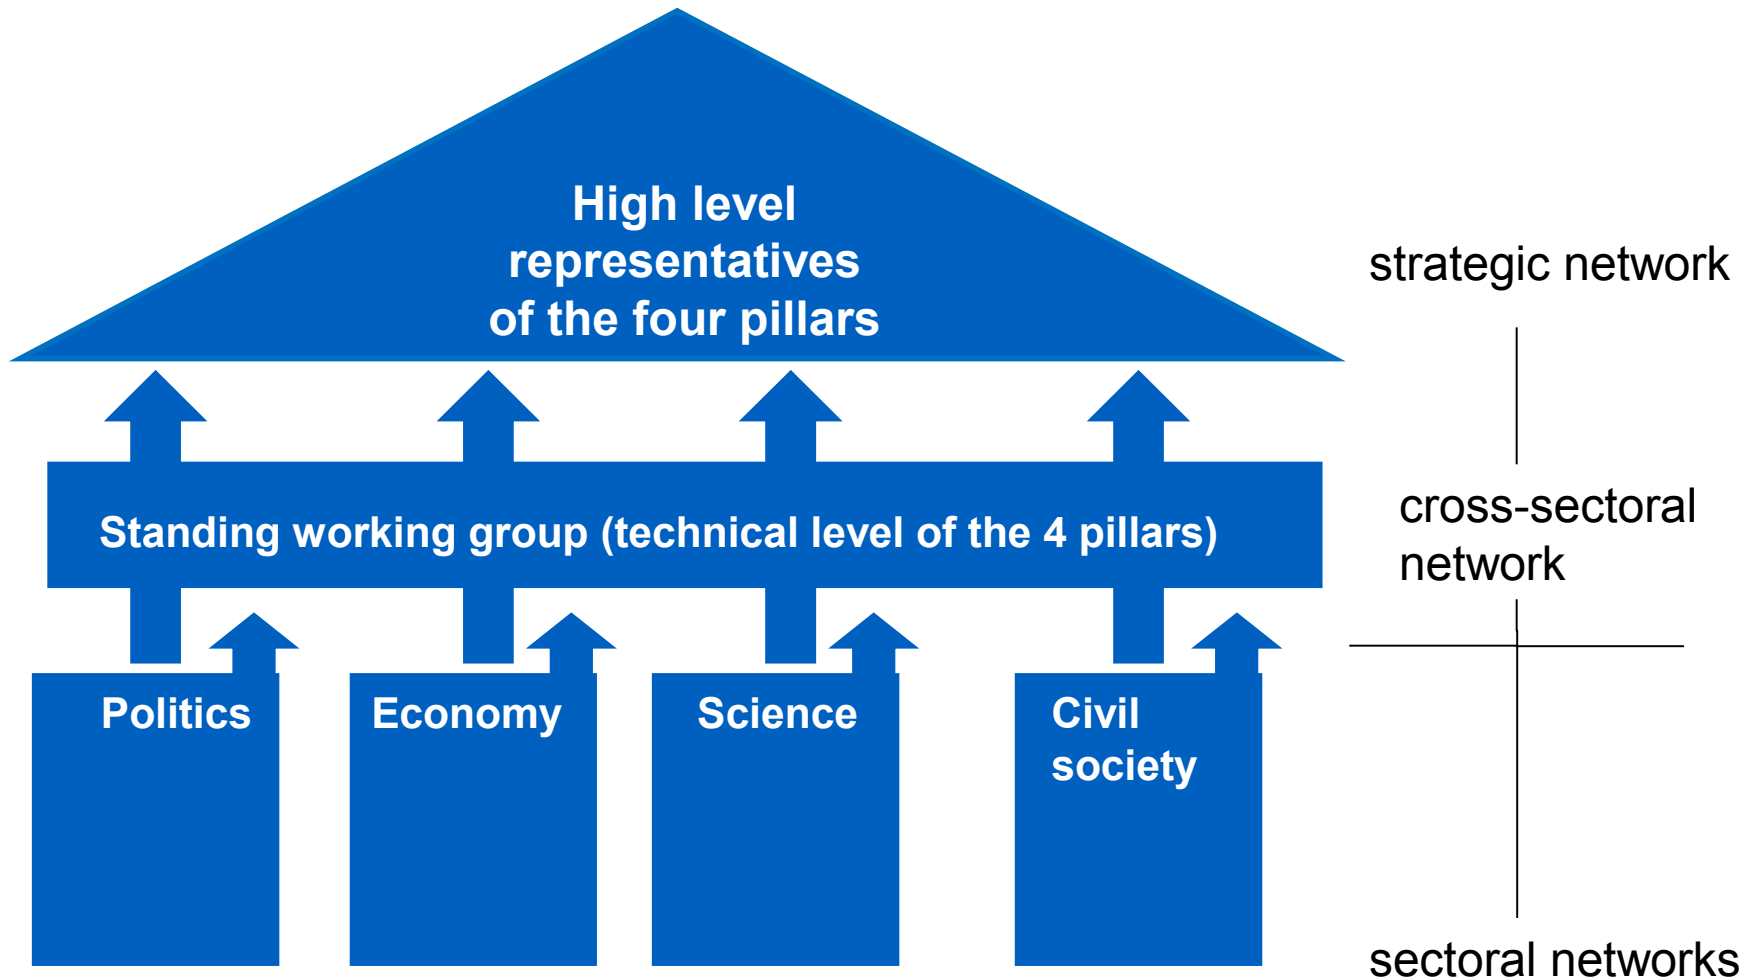 High level
representatives
of the four pillars
strategic network
Standing working group (technical level of the 4 pillars)
cross-sectoral
network
Politics
Economy
Science
Civil
society
sectoral networks